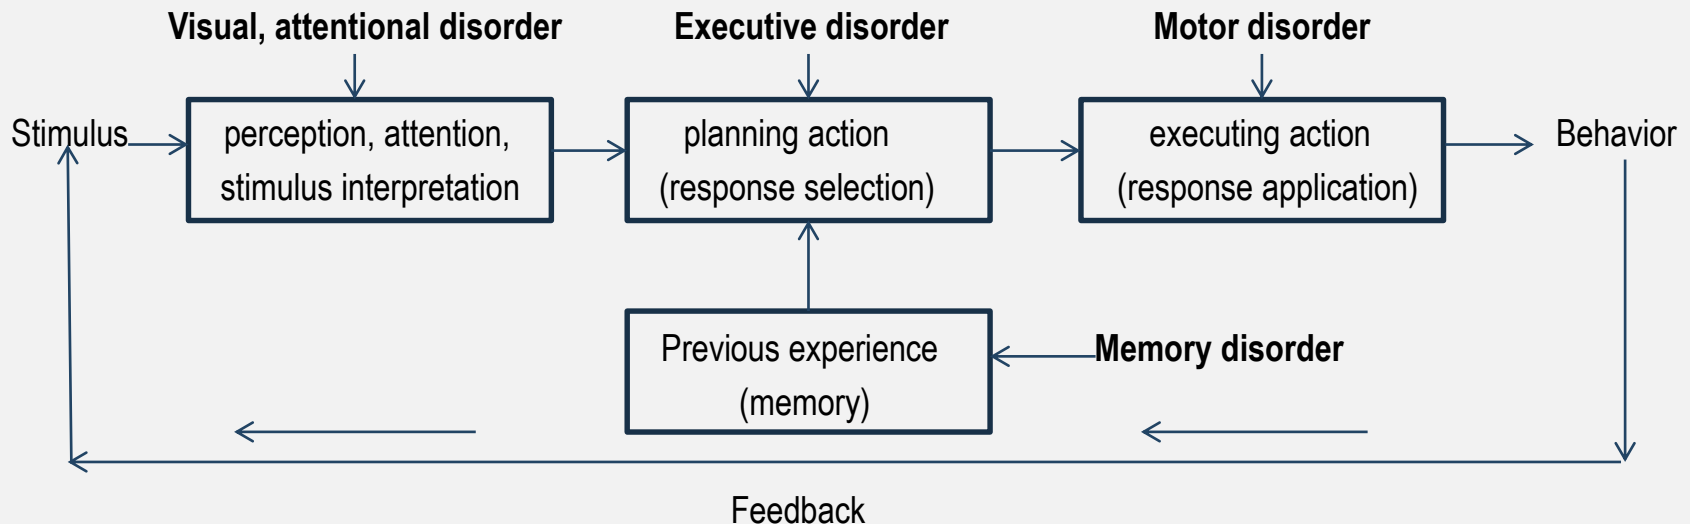 Visual, attentional disorder
Executive disorder
Motor disorder
Stimulus
perception, attention,
stimulus interpretation
planning action
(response selection)
executing action
(response application)
Behavior
Previous experience
(memory)
Memory disorder
Feedback